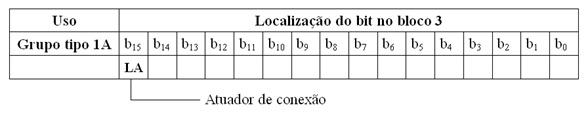 Uso Localização do bit no bloco 3
Grupo tipo 1A b15 b14 b13 b12 b11 b10 b9 b8 b7 b6 b5 b4 b3 b2 b1 b0
LA
Atuador de conexão